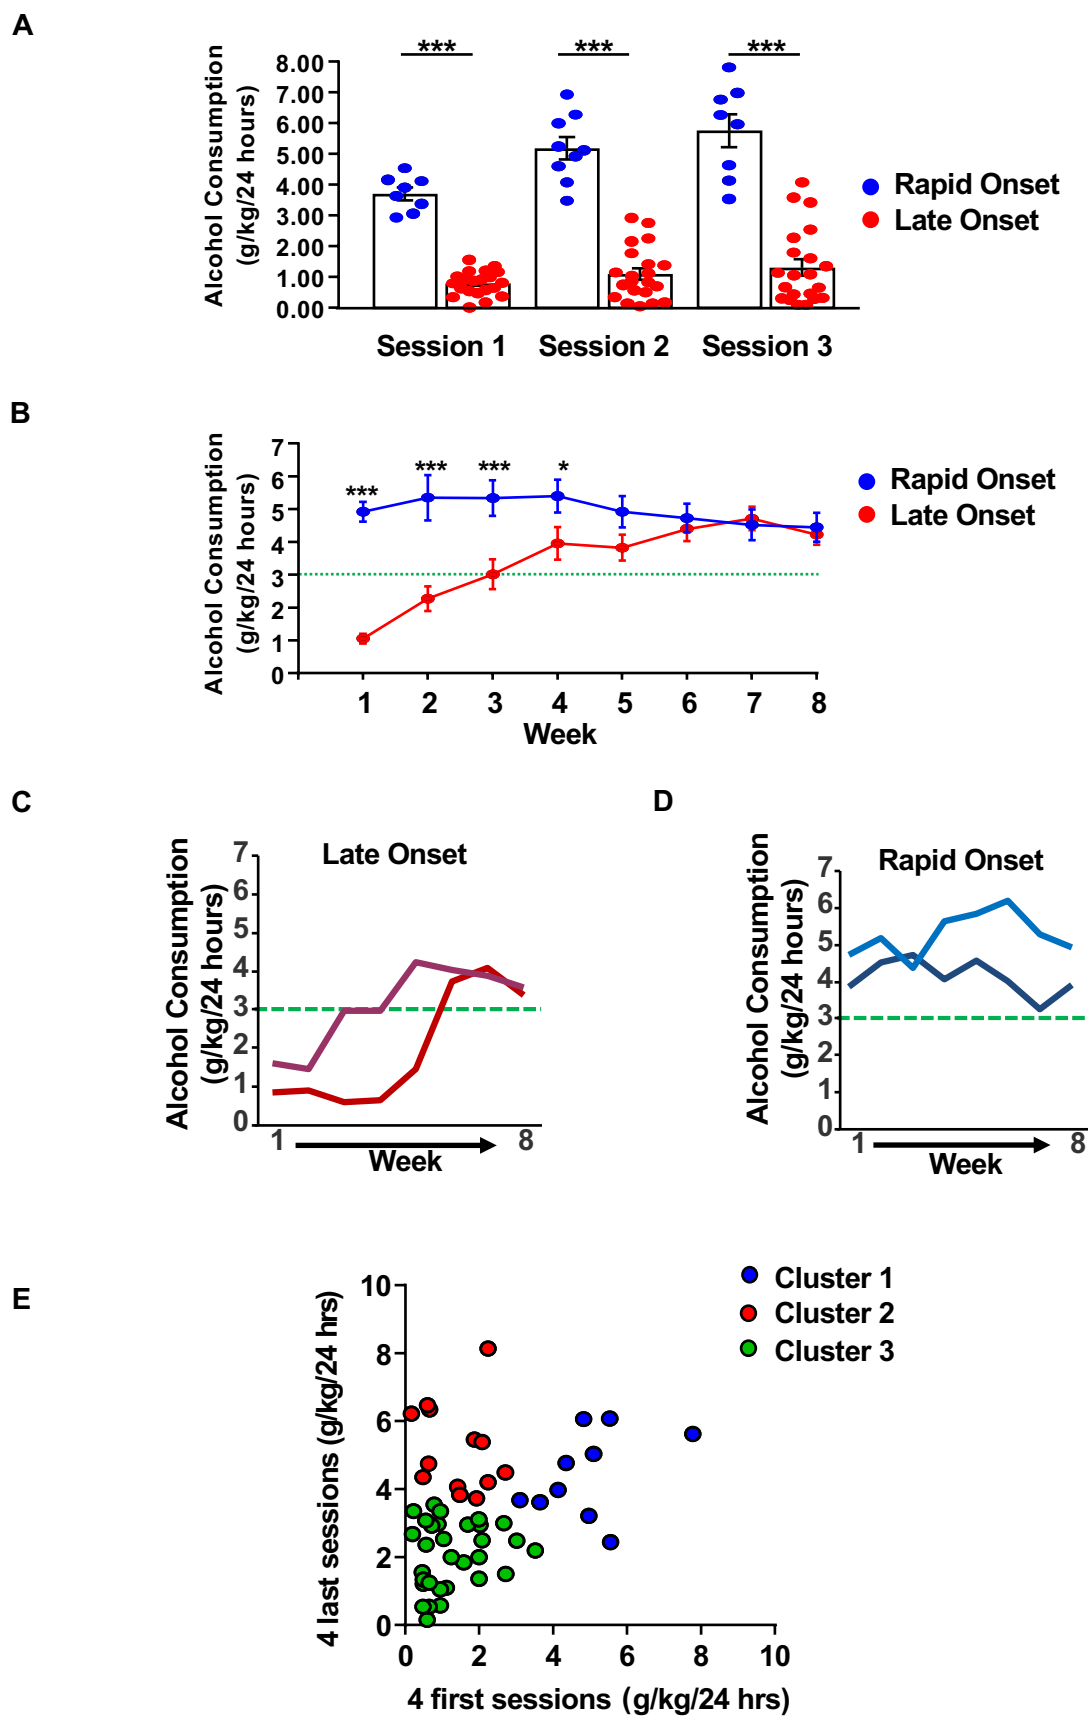 A
Alcohol Consumption
(g/kg/24 hours)
8.00
7.00
6.00
5.00
4.00
3.00
2.00
1.00
0.00
*** *** ***
Session 1 Session 2 Session 3
Rapid Onset
Late Onset
B
Alcohol Consumption
(g/kg/24 hours)
7
6
5
4
3
2
1
0
*** *** *** *
1 2 3 4 5 6 7 8
Week
Rapid Onset
Late Onset
C
Late Onset
Alcohol Consumption
(g/kg/24 hours)
7
6
5
4
3
2
1
0
1 8
Week
D
Rapid Onset
Alcohol Consumption
(g/kg/24 hours)
7
6
5
4
3
2
1
0
1 8
Week
E
4 last sessions (g/kg/24 hrs)
10
8
6
4
2
0
0 2 4 6 8 10
4 first sessions (g/kg/24 hrs)
Cluster 1
Cluster 2
Cluster 3